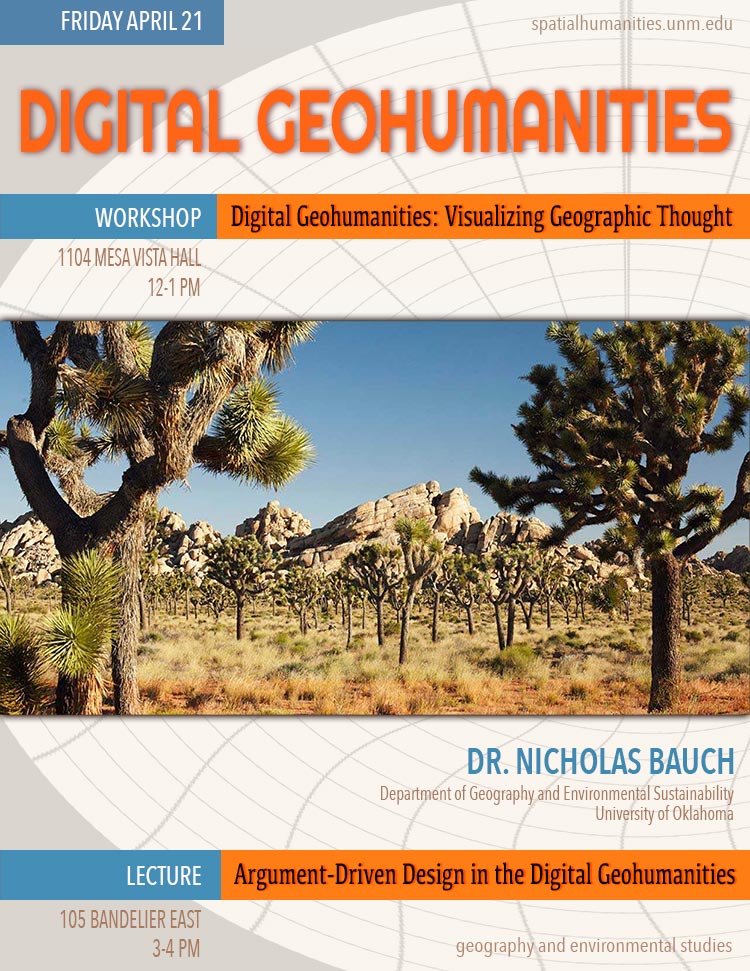 FRIDAY APRIL 21
spatialhumanities.unm.edu
DIGITAL GEOHUMANITIES
WORKSHOP
Digital Geohumanities: Visualizing Geographic Thought
1104 MESA VISTA HALL
12-1 PM
DR. NICHOLAS BAUCH
Department of Geography and Environmental Sustainability
University of Oklahoma
LECTURE
Argument-Driven Design in the Digital Geohumanities
105 BANDELIER EAST
3-4 PM
geography and environmental studies